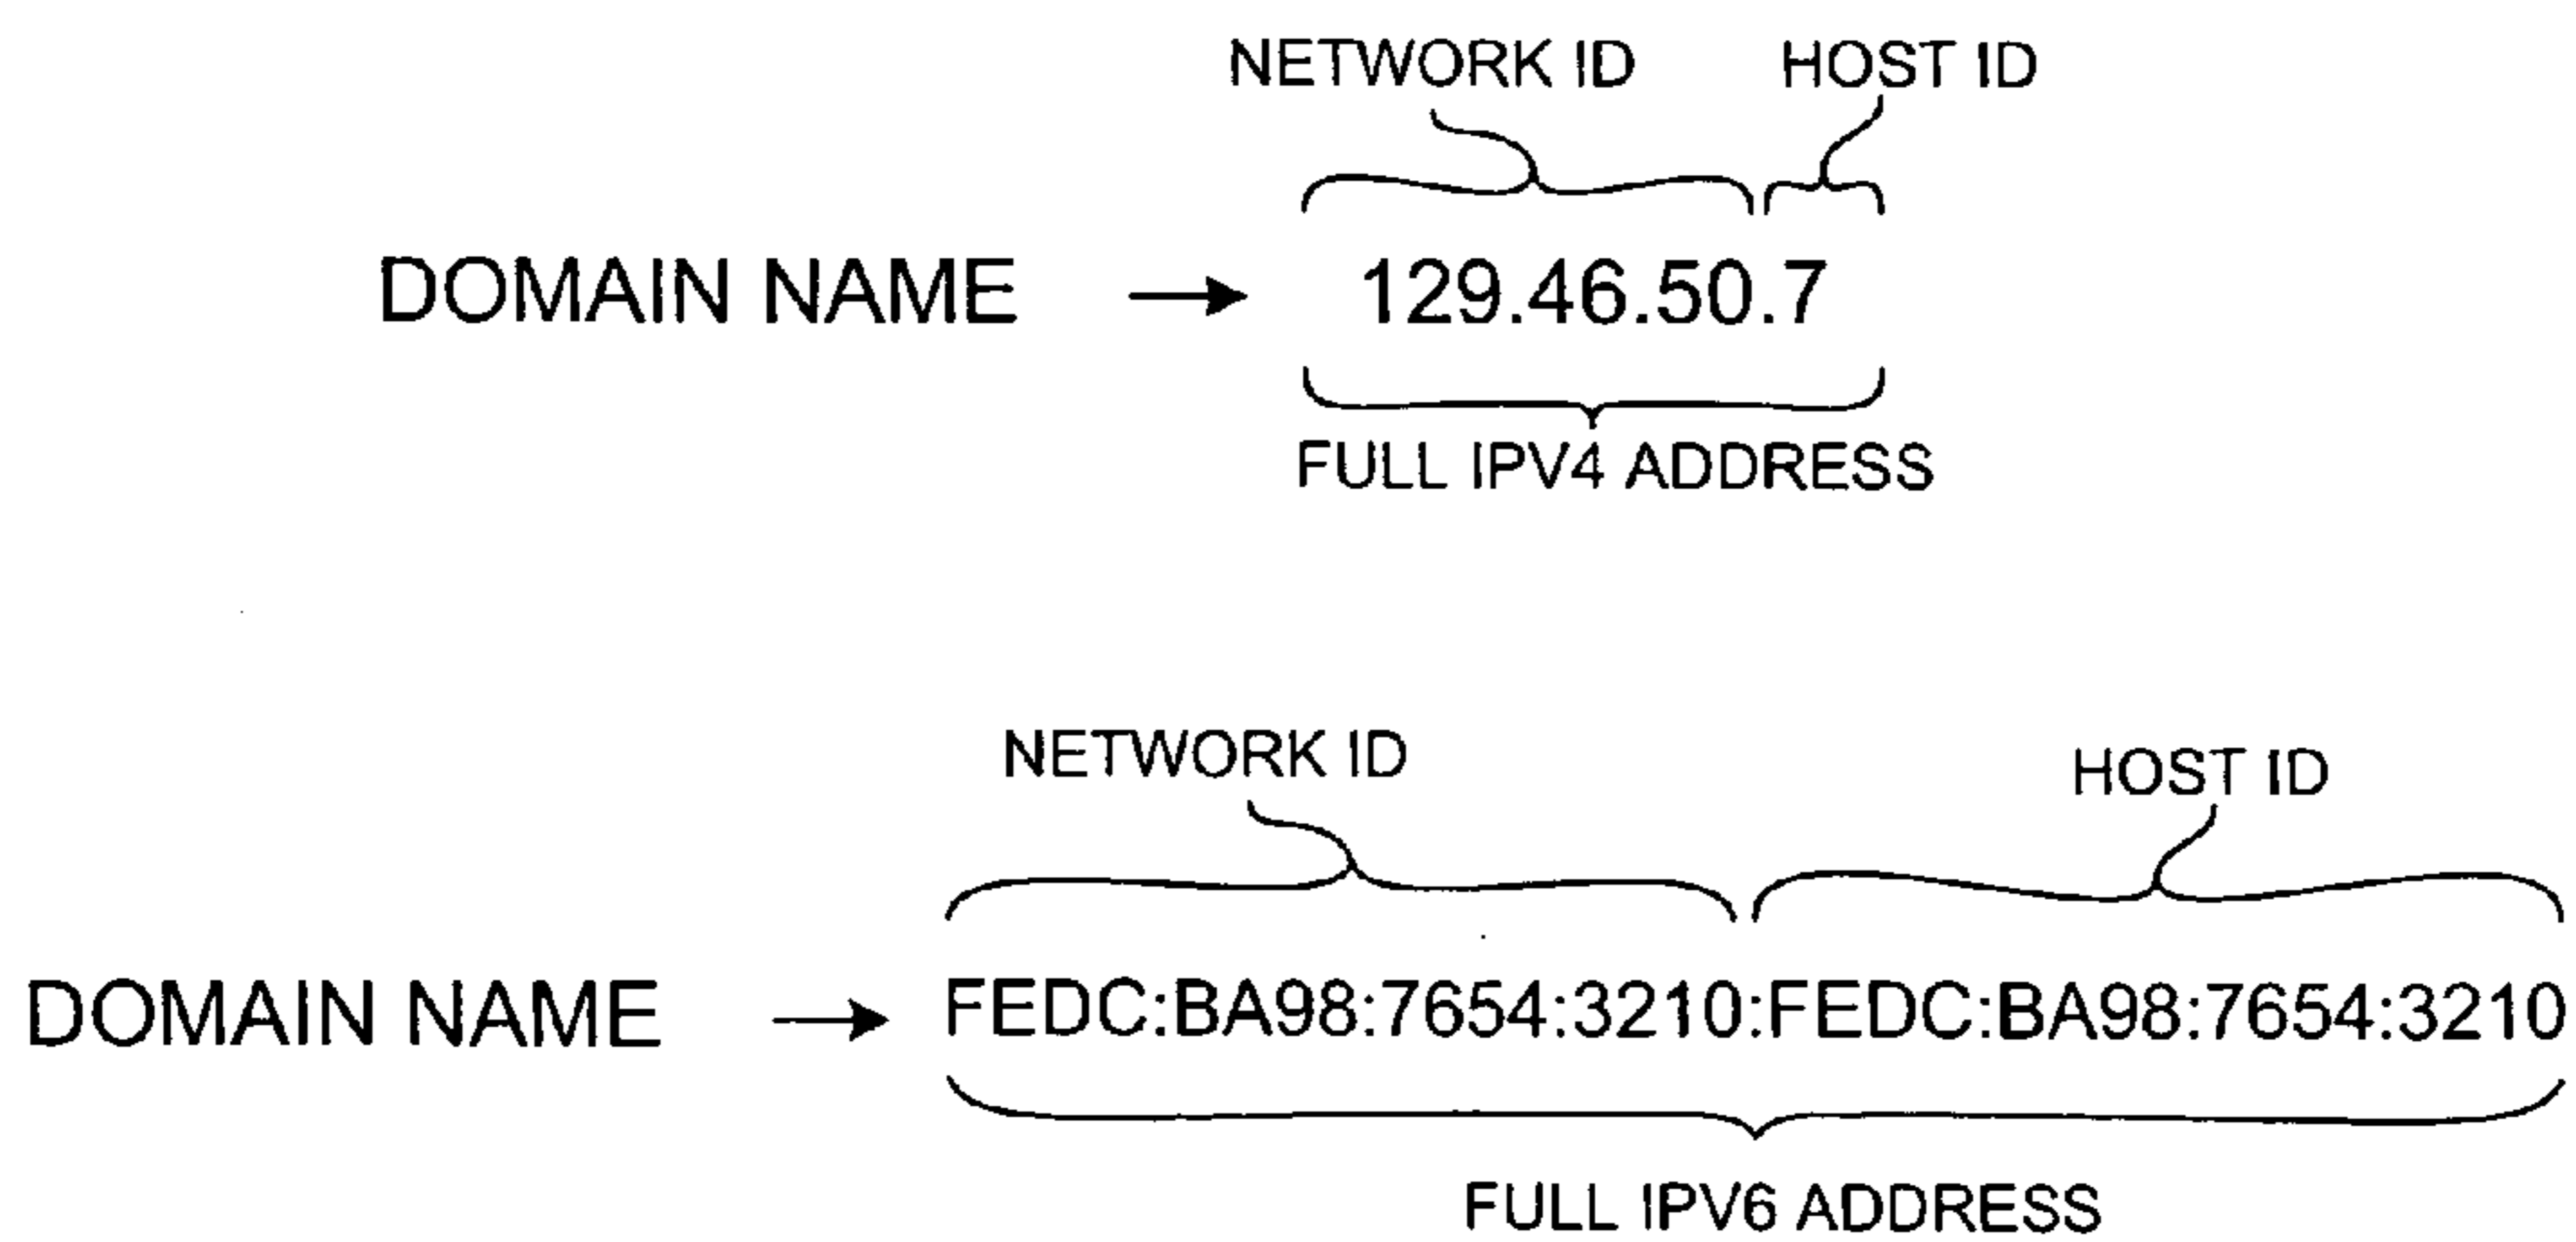 NETWORK ID HOST ID
DOMAIN NAME → 129.46.50.7
FULL IPV4 ADDRESS
NETWORK ID HOST ID
DOMAIN NAME → FEDC:BA98:7654:3210:FEDC:BA98:7654:3210
FULL IPV6 ADDRESS